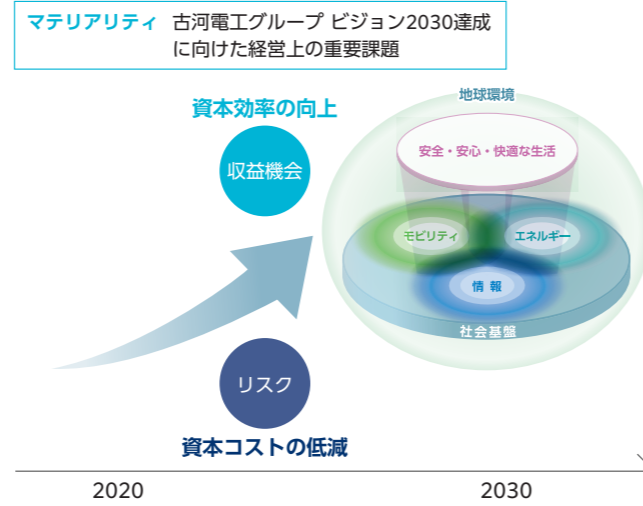 マテリアリティ 古河電工グループ ビジョン2030達成
に向けた経営上の重要課題
資本効率の向上
収益機会
地球環境
安全・安心・快適な生活
モビリティ
エネルギー
情報
社会基盤
リスク
資本コストの低減
2020
2030